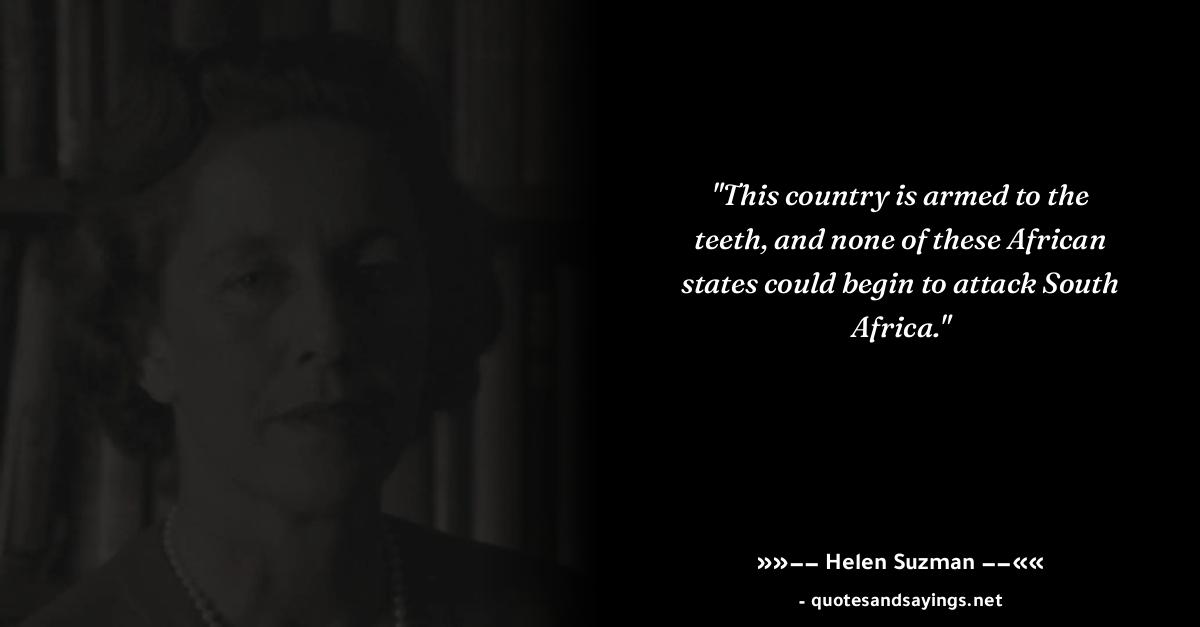 "This country is armed to the
teeth, and none of these African
states could begin to attack South
Africa."
»»–– Helen Suzman ––««
- quotesandsayings.net